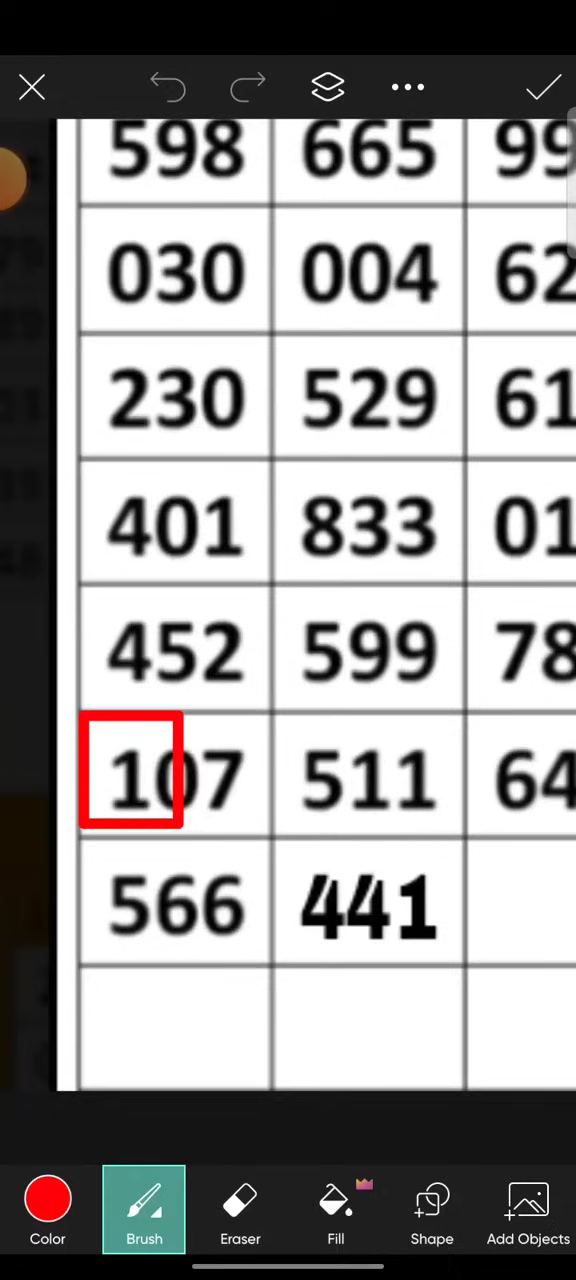 598 665 99
030 004 62
230 529 61
401 833 01
452 599 78
107 511 64
566 441
Color Brush Eraser Fill Shape Add Objects